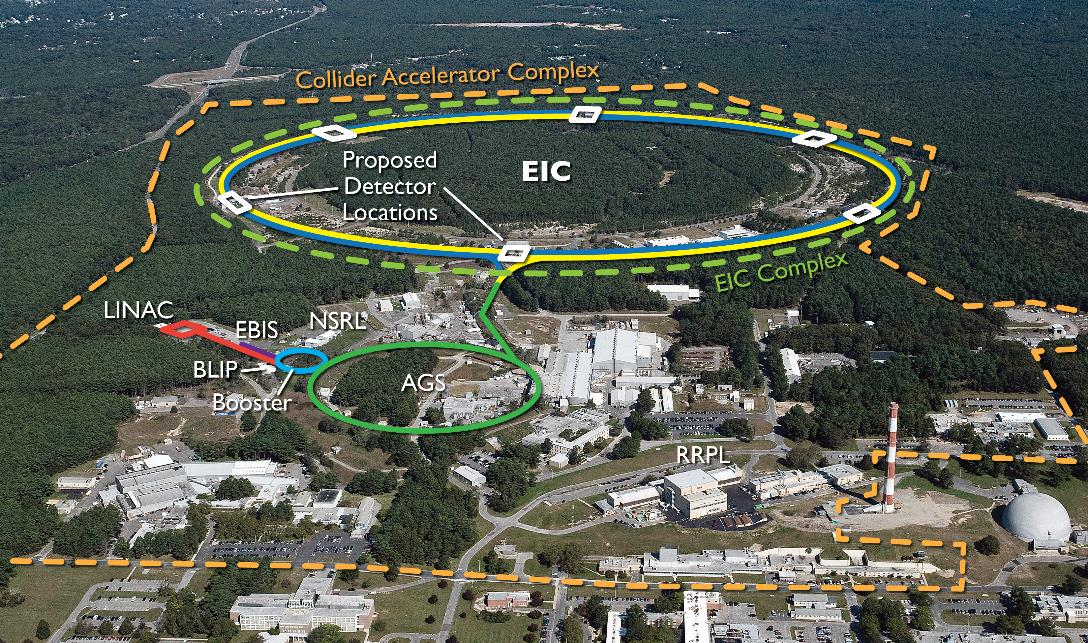 Collider Accelerator Complex
Proposed
Detector
Locations
EIC
EIC Complex
LINAC
EBIS
NSRL
BLIP
Booster
AGS
RRPL